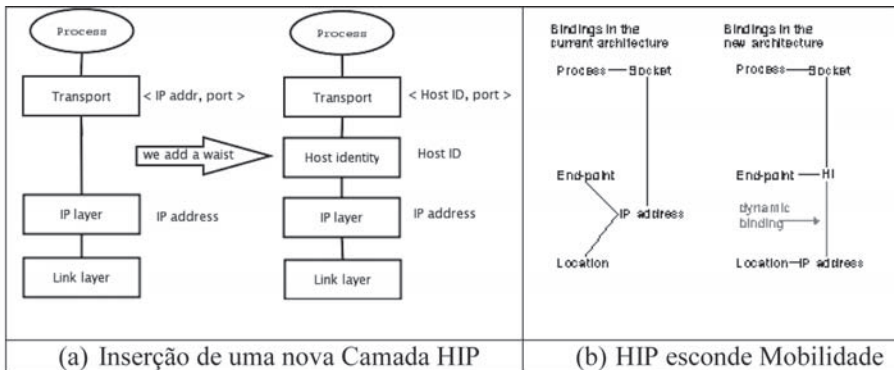 Process
Transport
< IP addr, port >
we add a waist
IP layer
IP address
Link layer
Process
Transport
< Host ID, port >
Host identity
Host ID
IP layer
IP address
Link layer
(a) Inserção de uma nova Camada HIP
Bindings in the
current architecture
Process
Socket
End-point
IP address
Location
Bindings in the
new architecture
Process
Socket
End-point
HI
dynamic
binding
Location
IP address
(b) HIP esconde Mobilidade